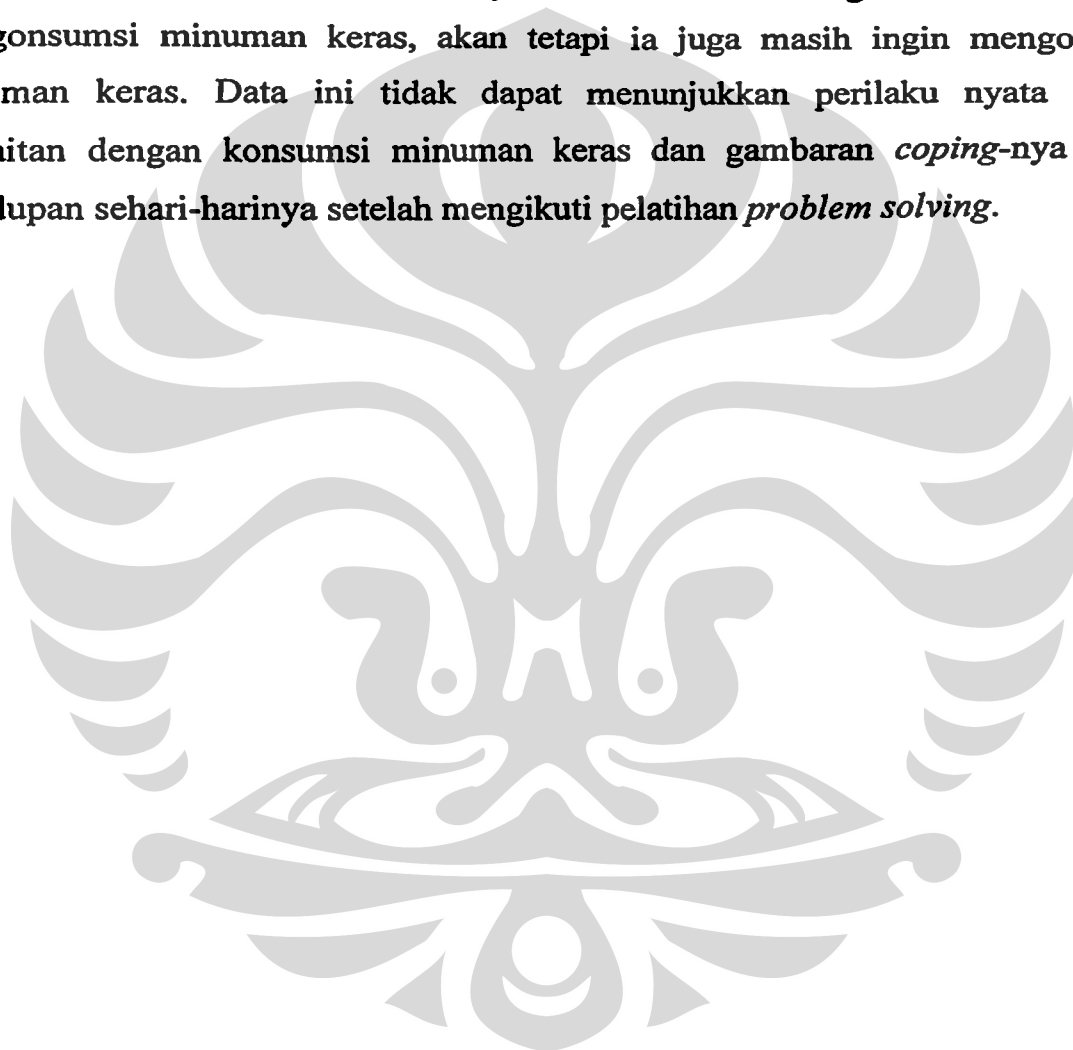 gonsumsi minuman keras, akan tetapi ia juga masih ingin mengo
man keras. Data ini tidak dapat menunjukkan perilaku nyata
itan dengan konsumsi minuman keras dan gambaran coping-nya
lupan sehari-harinya setelah mengikuti pelatihan problem solving.